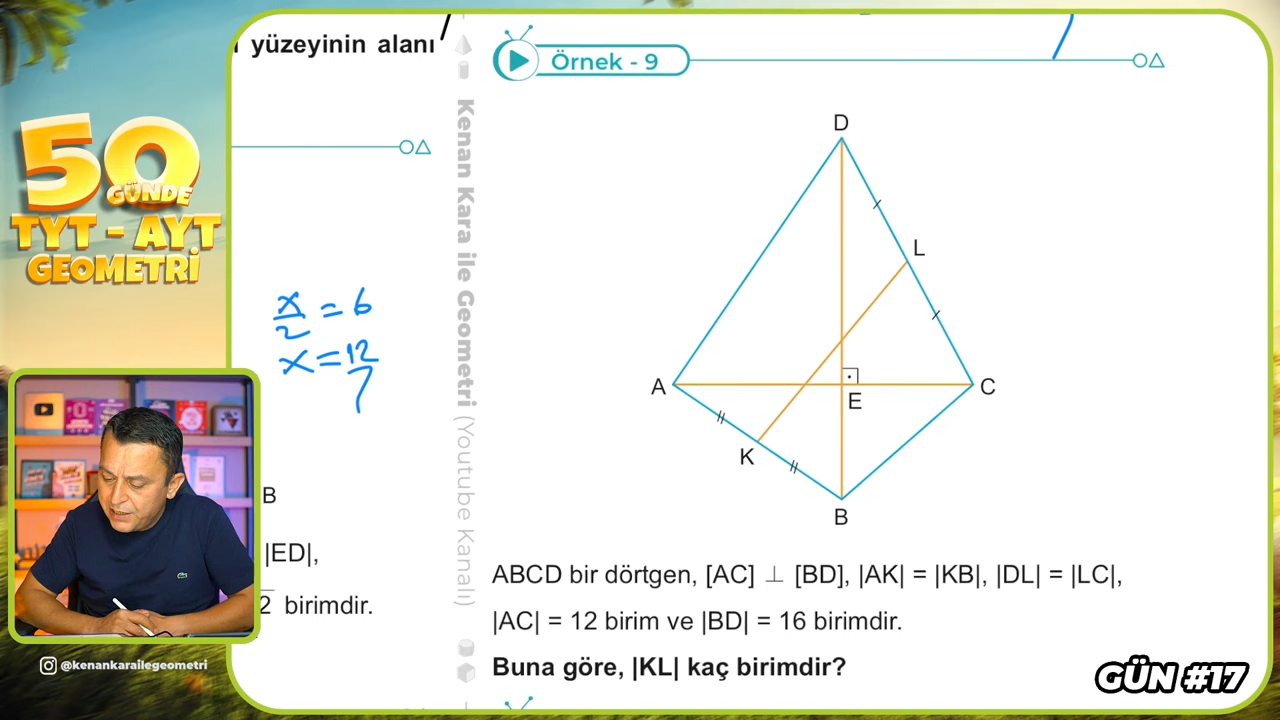 50
GÜNDE
TYT - AYT
GEOMETRİ
yüzeyinin alanı
x/2 = 6
x = 12
B
|ED|,
2 birimdir.
@kenankarailegeometri
Kenan Kara ile Geometri (Youtube Kanalı)
Örnek - 9
D
L
A
C
E
K
B
ABCD bir dörtgen, [AC] ⊥ [BD], |AK| = |KB|, |DL| = |LC|,
|AC| = 12 birim ve |BD| = 16 birimdir.
Buna göre, |KL| kaç birimdir?
GÜN #17